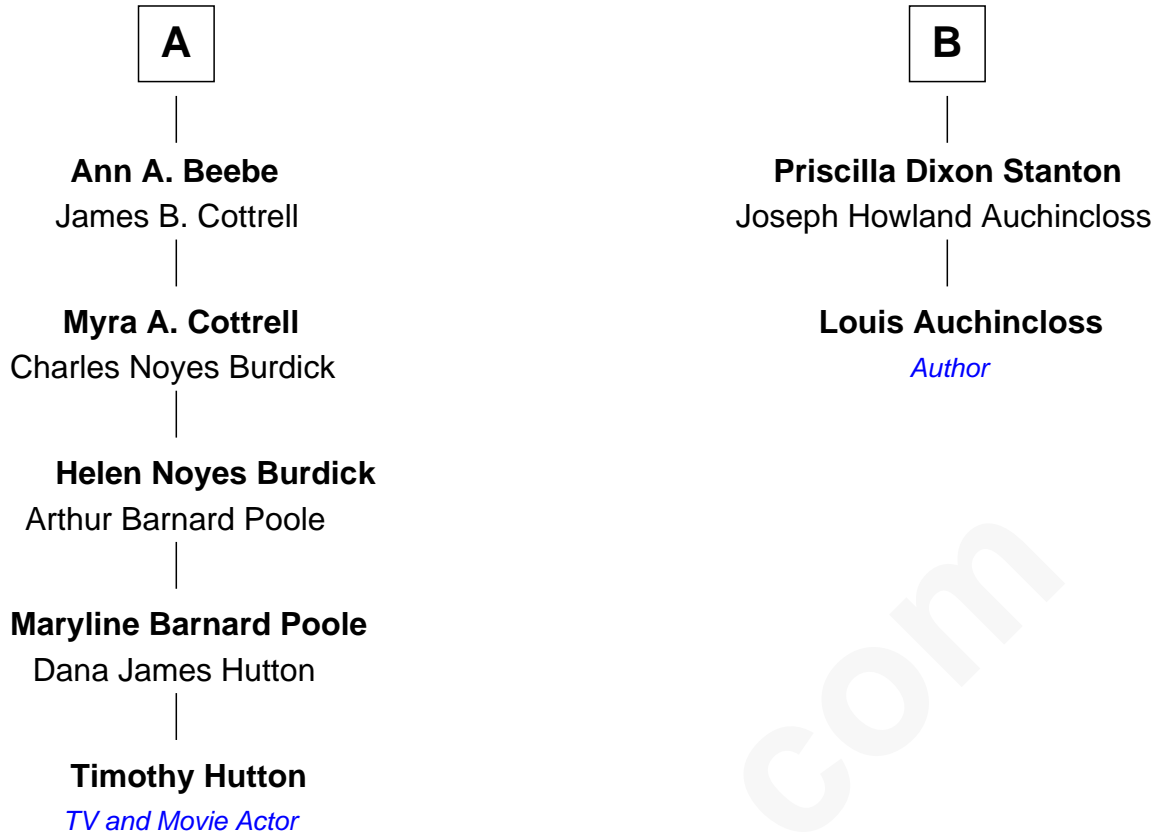 A
Ann A. Beebe
James B. Cottrell
Myra A. Cottrell
Charles Noyes Burdick
Helen Noyes Burdick
Arthur Barnard Poole
Maryline Barnard Poole
Dana James Hutton
Timothy Hutton
TV and Movie Actor
B
Priscilla Dixon Stanton
Joseph Howland Auchincloss
Louis Auchincloss
Author
com